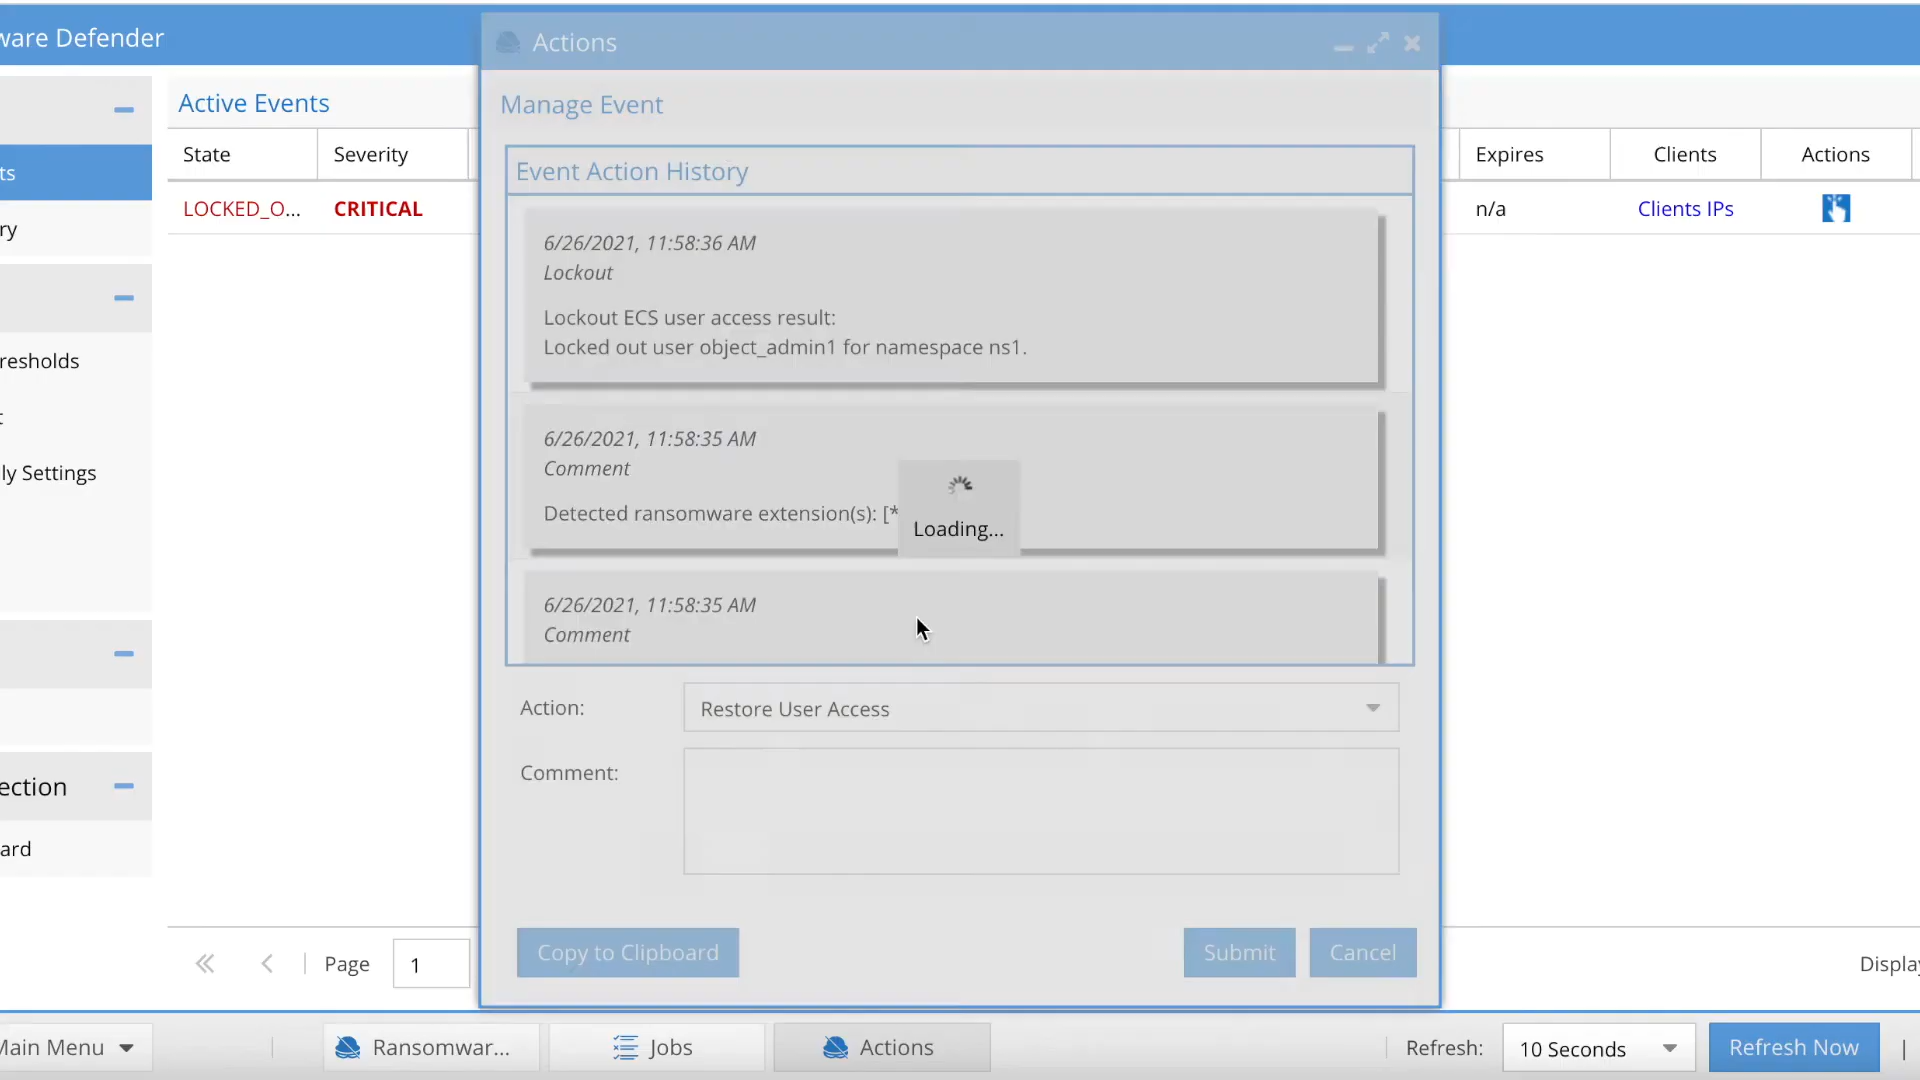 ware Defender
Actions
Manage Event
Active Events
State
Severity
Expires
Clients
Actions
LOCKED_O...
CRITICAL
n/a
Clients IPs
Event Action History
6/26/2021, 11:58:36 AM
Lockout
Lockout ECS user access result:
Locked out user object_admin1 for namespace ns1.
6/26/2021, 11:58:35 AM
Comment
Detected ransomware extension(s): [*
Loading...
6/26/2021, 11:58:35 AM
Comment
Action:
Restore User Access
Comment:
Copy to Clipboard
Submit
Cancel
ts
ry
resholds
t
ly Settings
ection
ard
Page
1
Display
Main Menu
Ransomwar...
Jobs
Actions
Refresh:
10 Seconds
Refresh Now